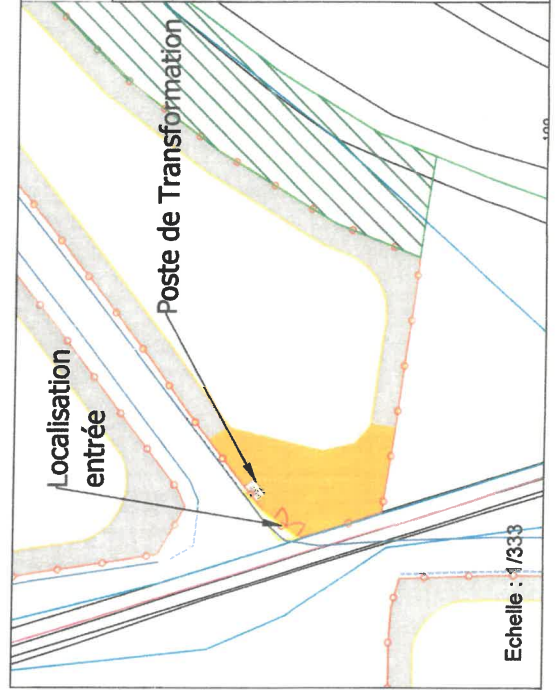 Localisation
entrée
Poste de Transformation
Echelle : 1/333